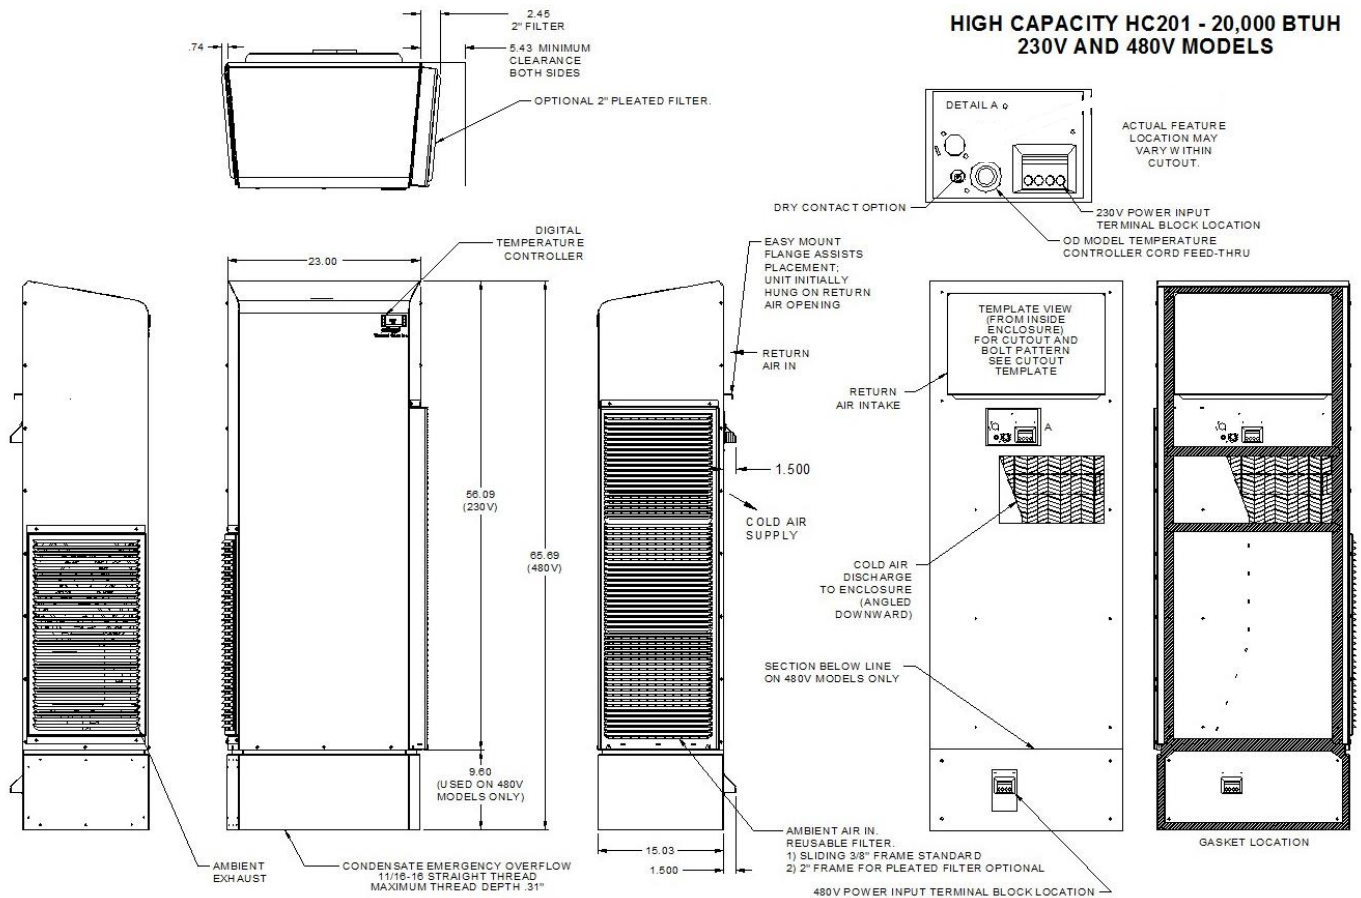 HIGH CAPACITY HC201 - 20,000 BTUH
230V AND 480V MODELS
2.45
2" FILTER
.74
5.43 MINIMUM
CLEARANCE
BOTH SIDES
OPTIONAL 2" PLEATED FILTER.
DETAIL A
ACTUAL FEATURE
LOCATION MAY
VARY WITHIN
CUTOUT.
DRY CONTACT OPTION
230V POWER INPUT
TERMINAL BLOCK LOCATION
OD MODEL TEMPERATURE
CONTROLLER CORD FEED-THRU
DIGITAL
TEMPERATURE
CONTROLLER
23.00
EASY MOUNT
FLANGE ASSISTS
PLACEMENT;
UNIT INITIALLY
HUNG ON RETURN
AIR OPENING
RETURN
AIR IN
TEMPLATE VIEW
(FROM INSIDE
ENCLOSURE)
FOR CUTOUT AND
BOLT PATTERN
SEE CUTOUT
TEMPLATE
RETURN
AIR INTAKE
A
1.500
56.09
(230V)
COLD AIR
SUPPLY
65.69
(480V)
COLD AIR
DISCHARGE
TO ENCLOSURE
(ANGLED
DOWNWARD)
SECTION BELOW LINE
ON 480V MODELS ONLY
9.60
(USED ON 480V
MODELS ONLY)
AMBIENT
EXHAUST
CONDENSATE EMERGENCY OVERFLOW
11/16-16 STRAIGHT THREAD
MAXIMUM THREAD DEPTH .31"
15.03
1.500
AMBIENT AIR IN.
REUSABLE FILTER.
1) SLIDING 3/8" FRAME STANDARD
2) 2" FRAME FOR PLEATED FILTER OPTIONAL
480V POWER INPUT TERMINAL BLOCK LOCATION
GASKET LOCATION